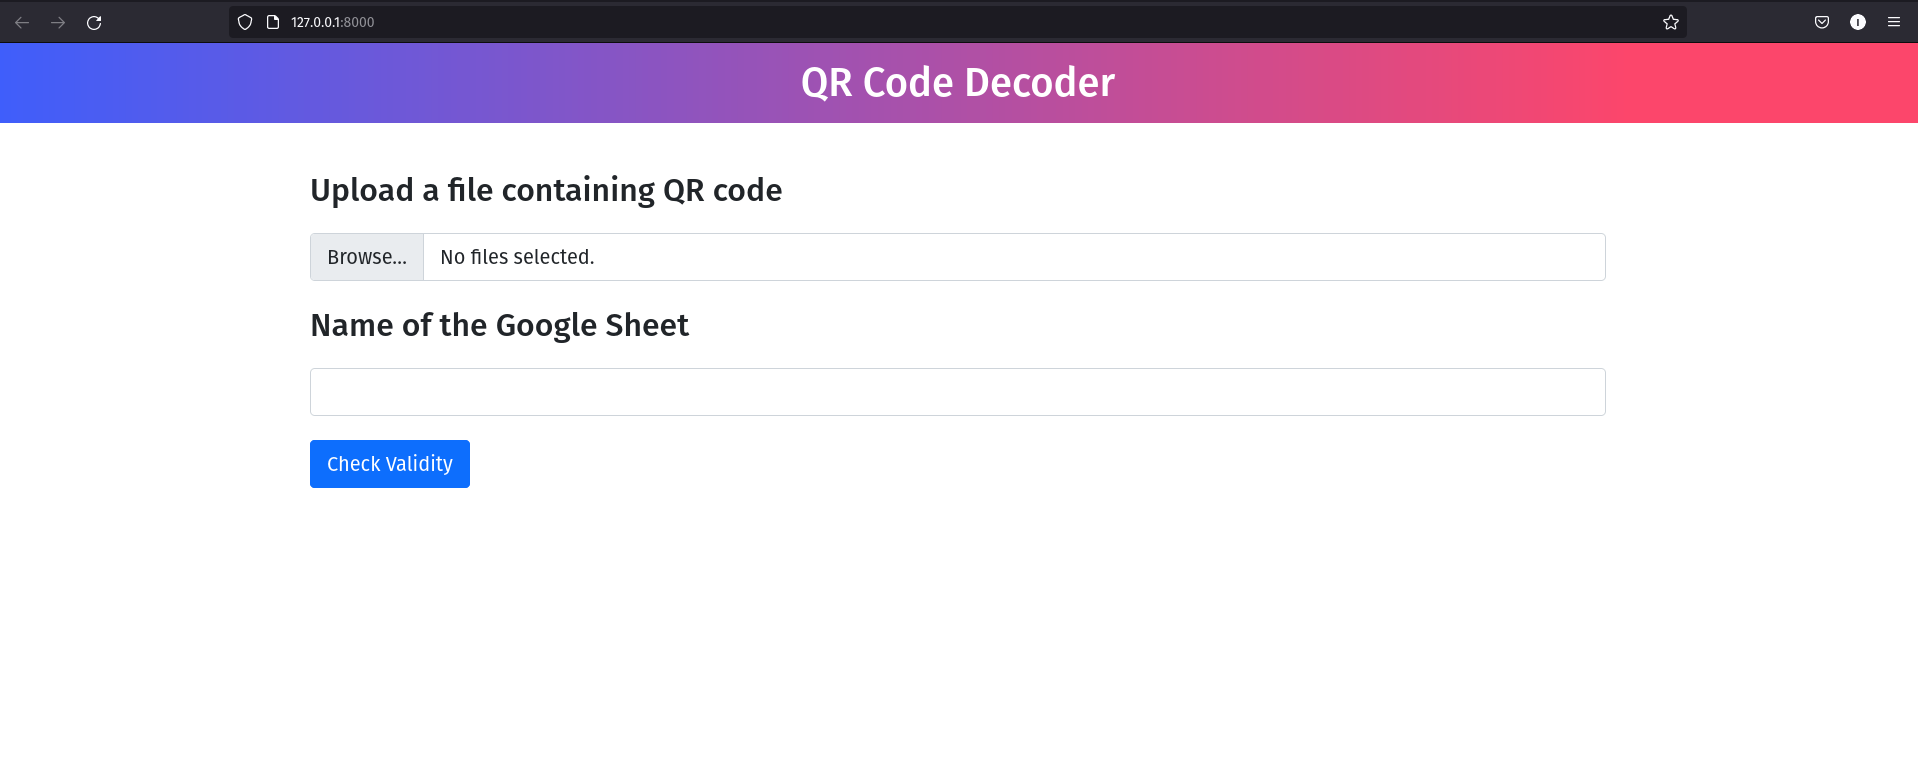 127.0.0.1:8000
QR Code Decoder
Upload a file containing QR code
Browse... No files selected.
Name of the Google Sheet
Check Validity